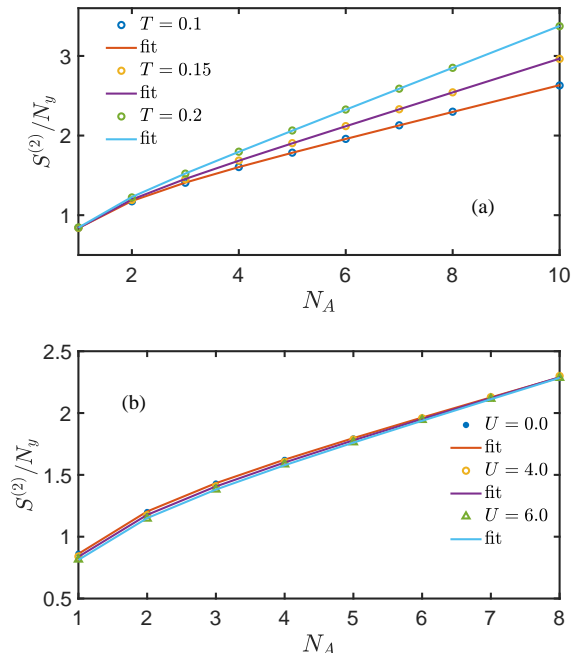 3
2
1
S^{(2)}/N_y
T = 0.1
fit
T = 0.15
fit
T = 0.2
fit
(a)
2 4 6 8 10
N_A
2.5
2
1.5
1
0.5
S^{(2)}/N_y
(b)
U = 0.0
fit
U = 4.0
fit
U = 6.0
fit
1 2 3 4 5 6 7 8
N_A